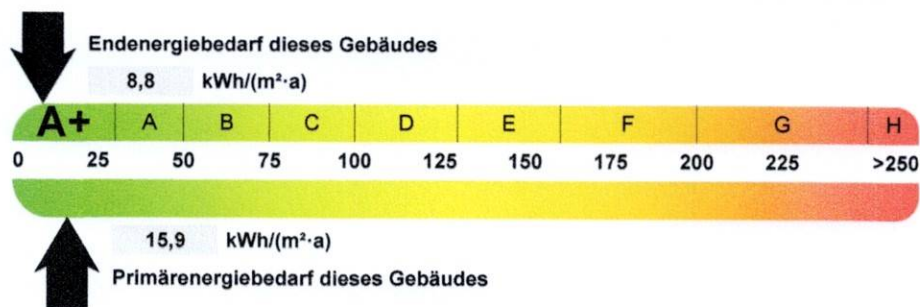 Endenergiebedarf dieses Gebäudes
8,8 kWh/(m²·a)
A+ A B C D E F G H
0 25 50 75 100 125 150 175 200 225 >250
15,9 kWh/(m²·a)
Primärenergiebedarf dieses Gebäudes